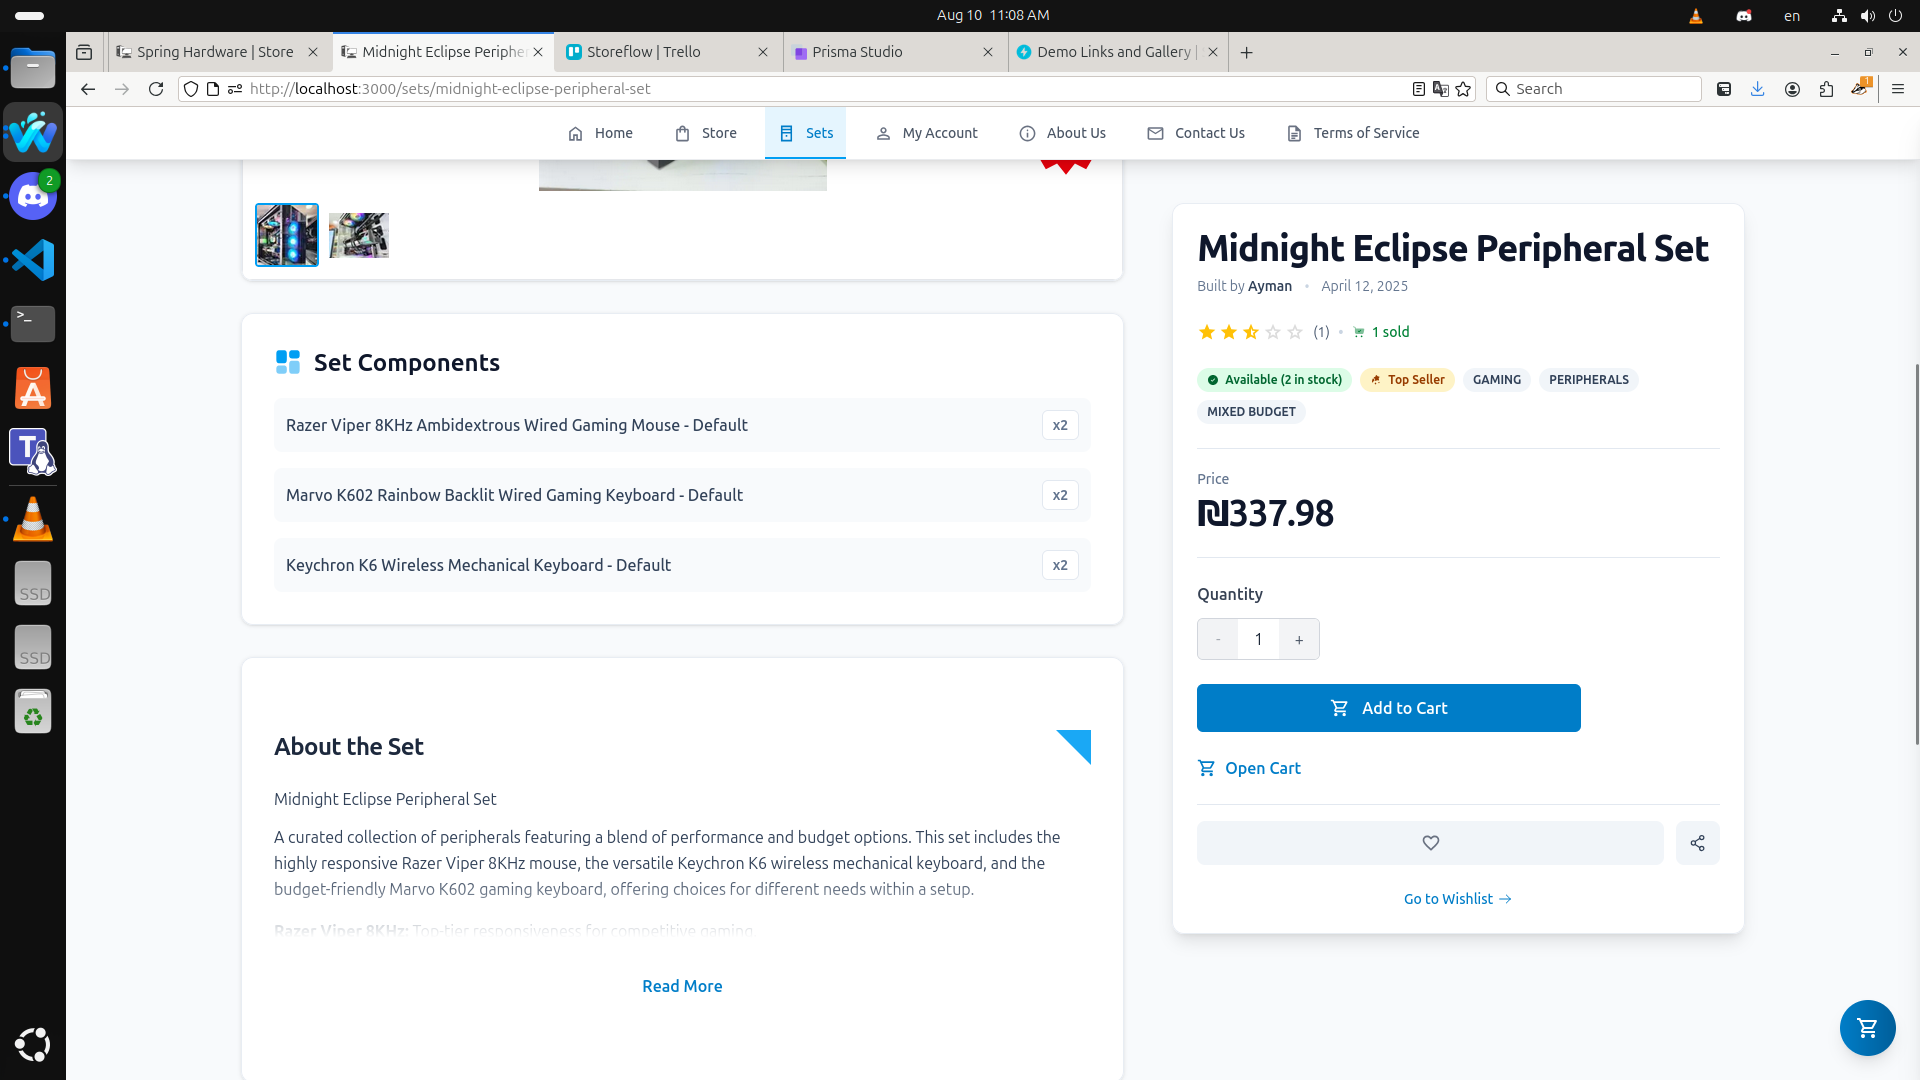 Aug 10 11:08 AM
en
Spring Hardware | Store
Midnight Eclipse Periphe
Storeflow | Trello
Prisma Studio
Demo Links and Gallery |
http://localhost:3000/sets/midnight-eclipse-peripheral-set
Search
1
Home
Store
Sets
My Account
About Us
Contact Us
Terms of Service
2
>_
SSD
SSD
Set Components
Razer Viper 8KHz Ambidextrous Wired Gaming Mouse - Default
x2
Marvo K602 Rainbow Backlit Wired Gaming Keyboard - Default
x2
Keychron K6 Wireless Mechanical Keyboard - Default
x2
About the Set
Midnight Eclipse Peripheral Set
A curated collection of peripherals featuring a blend of performance and budget options. This set includes the
highly responsive Razer Viper 8KHz mouse, the versatile Keychron K6 wireless mechanical keyboard, and the
budget-friendly Marvo K602 gaming keyboard, offering choices for different needs within a setup.
Razer Viper 8KHz: Top-tier responsiveness for competitive gaming
Read More
Midnight Eclipse Peripheral Set
Built by Ayman • April 12, 2025
(1) • 1 sold
Available (2 in stock)
Top Seller
GAMING
PERIPHERALS
MIXED BUDGET
Price
₪337.98
Quantity
- 1 +
Add to Cart
Open Cart
Go to Wishlist →